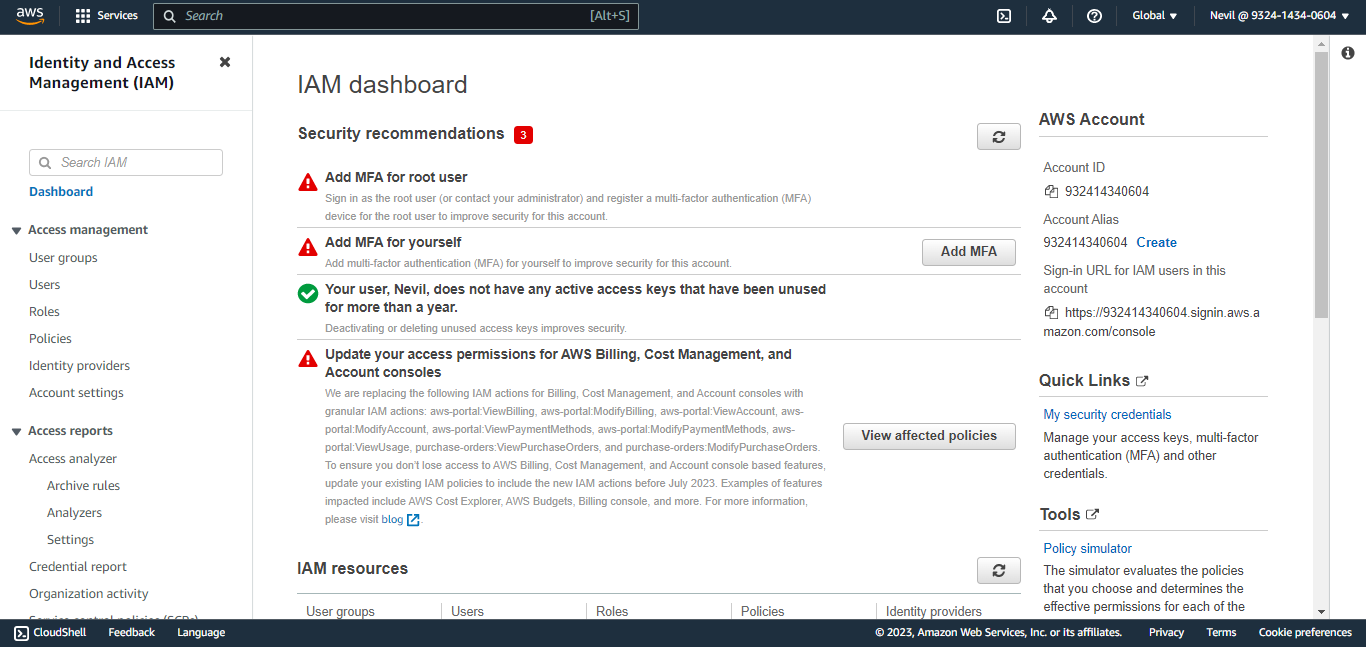 aws
Services
Search
[Alt+S]
Global
Nevil @ 9324-1434-0604
Identity and Access
Management (IAM)
Search IAM
Dashboard
Access management
User groups
Users
Roles
Policies
Identity providers
Account settings
Access reports
Access analyzer
Archive rules
Analyzers
Settings
Credential report
Organization activity
Service control policies (SCPs)
IAM dashboard
Security recommendations 3
Add MFA for root user
Sign in as the root user (or contact your administrator) and register a multi-factor authentication (MFA)
device for the root user to improve security for this account.
Add MFA for yourself
Add multi-factor authentication (MFA) for yourself to improve security for this account.
Add MFA
Your user, Nevil, does not have any active access keys that have been unused
for more than a year.
Deactivating or deleting unused access keys improves security.
Update your access permissions for AWS Billing, Cost Management, and
Account consoles
We are replacing the following IAM actions for Billing, Cost Management, and Account consoles with
granular IAM actions: aws-portal:ViewBilling, aws-portal:ModifyBilling, aws-portal:ViewAccount, aws-
portal:ModifyAccount, aws-portal:ViewPaymentMethods, aws-portal:ModifyPaymentMethods, aws-
portal:ViewUsage, purchase-orders:ViewPurchaseOrders, and purchase-orders:ModifyPurchaseOrders.
To ensure you don't lose access to AWS Billing, Cost Management, and Account console based features,
update your existing IAM policies to include the new IAM actions before July 2023. Examples of features
impacted include AWS Cost Explorer, AWS Budgets, Billing console, and more. For more information,
please visit blog.
View affected policies
IAM resources
User groups
Users
Roles
Policies
Identity providers
AWS Account
Account ID
932414340604
Account Alias
932414340604 Create
Sign-in URL for IAM users in this
account
https://932414340604.signin.aws.a
mazon.com/console
Quick Links
My security credentials
Manage your access keys, multi-factor
authentication (MFA) and other
credentials.
Tools
Policy simulator
The simulator evaluates the policies
that you choose and determines the
effective permissions for each of the
CloudShell
Feedback
Language
© 2023, Amazon Web Services, Inc. or its affiliates.
Privacy
Terms
Cookie preferences